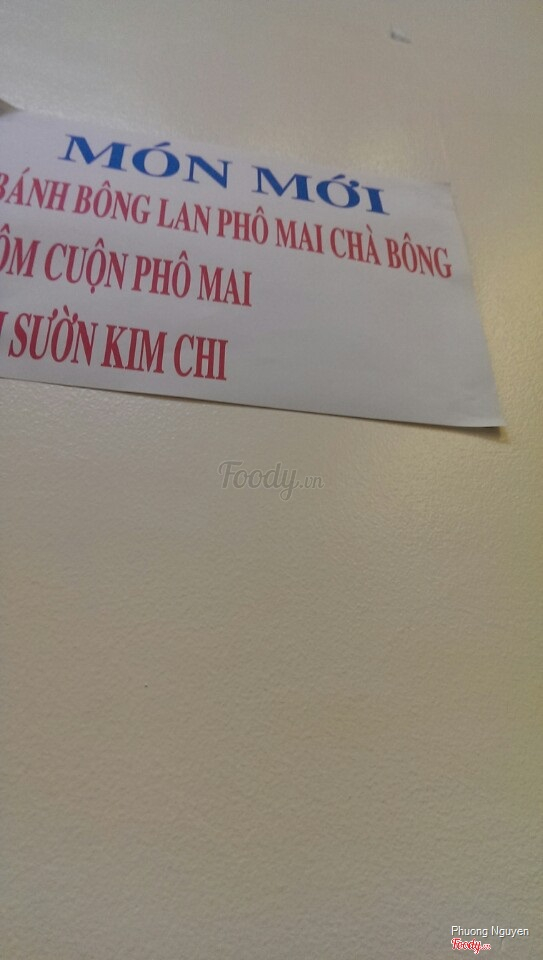 MÓN MỚI
BÁNH BÔNG LAN PHÔ MAI CHÀ BÔNG
CUỘN PHÔ MAI
SƯỜN KIM CHI
Foody.vn
Phuong Nguyen
Foody.vn